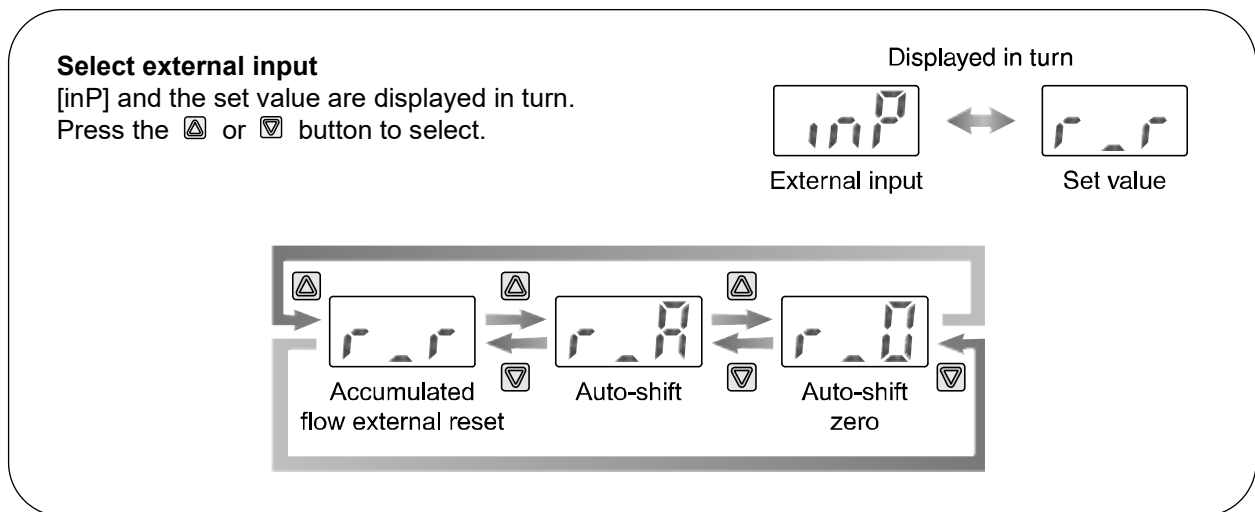 Select external input
[inP] and the set value are displayed in turn.
Press the △ or ▽ button to select.
Displayed in turn
inP
r_r
External input
Set value
r_r
r_A
r_0
Accumulated
flow external reset
Auto-shift
Auto-shift
zero